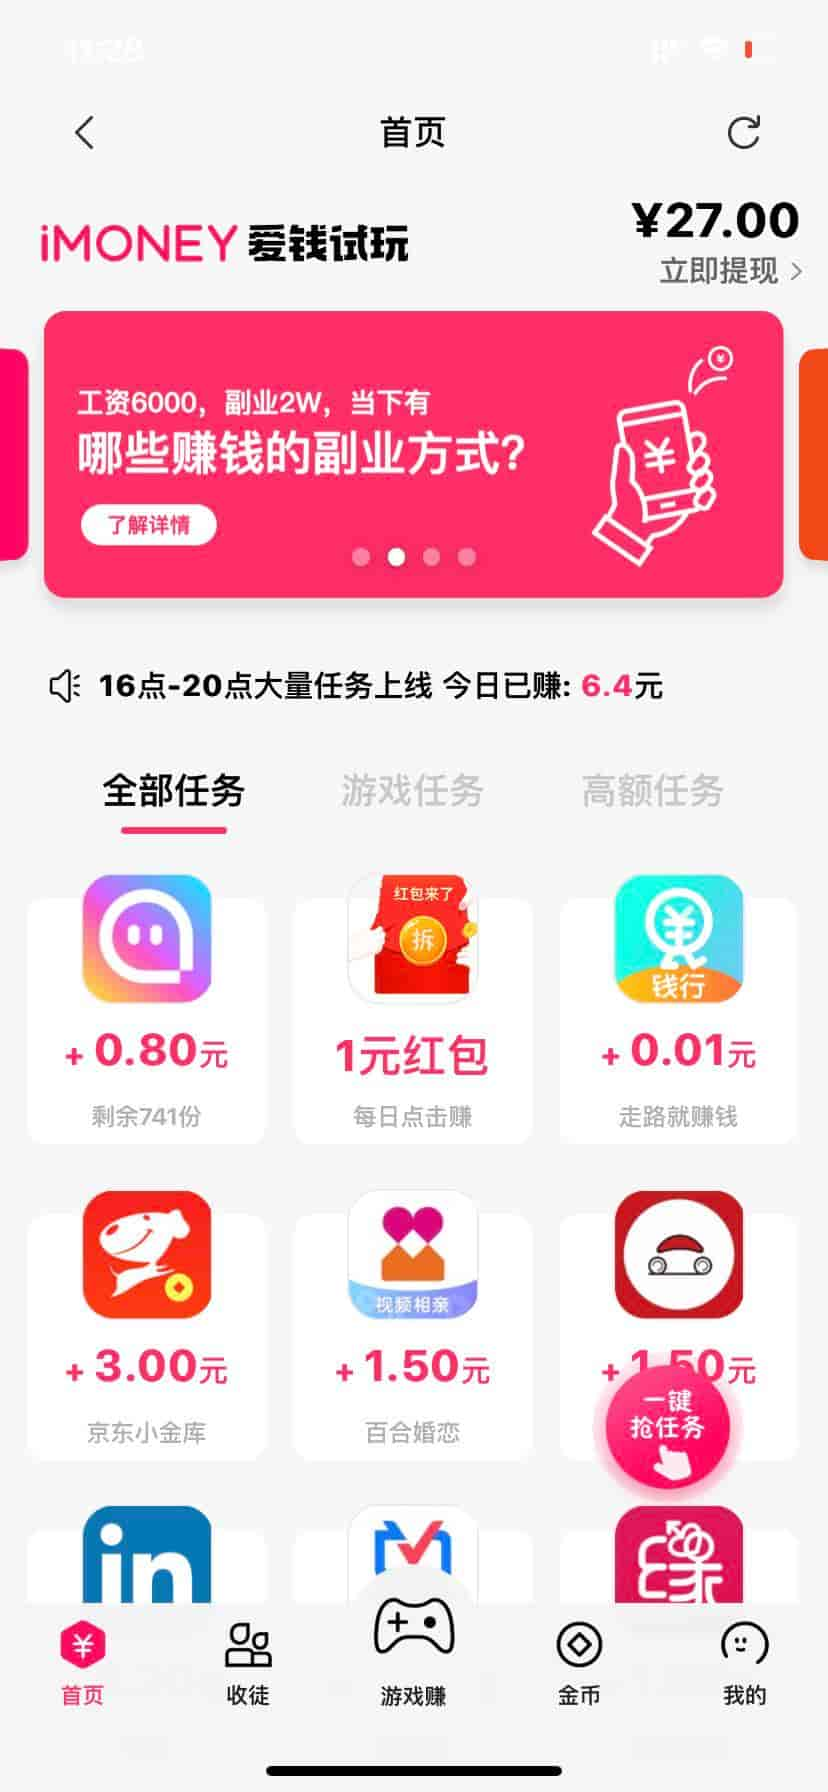 首页
iMONEY 爱钱试玩
¥27.00
立即提现
工资6000，副业2W，当下有
哪些赚钱的副业方式？
了解详情
16点-20点大量任务上线 今日已赚: 6.4元
全部任务
游戏任务
高额任务
红包来了
拆
钱行
+ 0.80元
1元红包
+ 0.01元
剩余741份
每日点击赚
走路就赚钱
视频相亲
+ 3.00元
+ 1.50元
+ 1.50元
京东小金库
百合婚恋
一键
抢任务
in
缘
首页
收徒
游戏赚
金币
我的